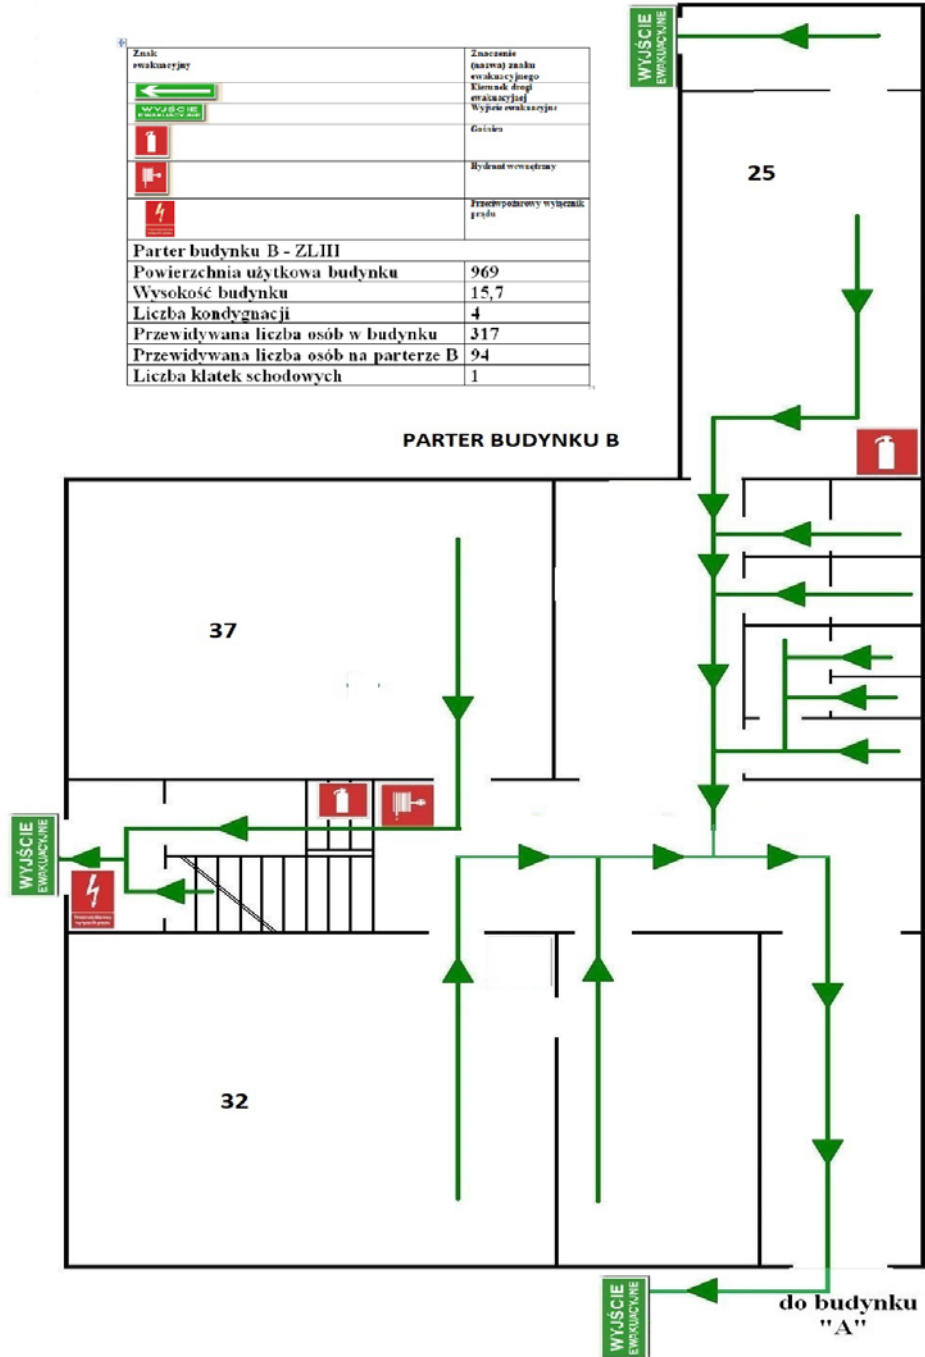 WYJŚCIE
EWAKUACYJNE
Znak
ewakuacyjny
Znaczenie
(nazwa) znaku
ewakuacyjnego
Kierunek drogi
ewakuacyjnej
WYJŚCIE
EWAKUACYJNE
Wyjście ewakuacyjne
Gaśnica
Hydrant wewnętrzny
Przeciwpożarowy wyłącznik
prądu
Parter budynku B - ZLIII
Powierzchnia użytkowa budynku 969
Wysokość budynku 15,7
Liczba kondygnacji 4
Przewidywana liczba osób w budynku 317
Przewidywana liczba osób na parterze B 94
Liczba klatek schodowych 1
25
PARTER BUDYNKU B
37
WYJŚCIE
EWAKUACYJNE
32
WYJŚCIE
EWAKUACYJNE
do budynku
"A"